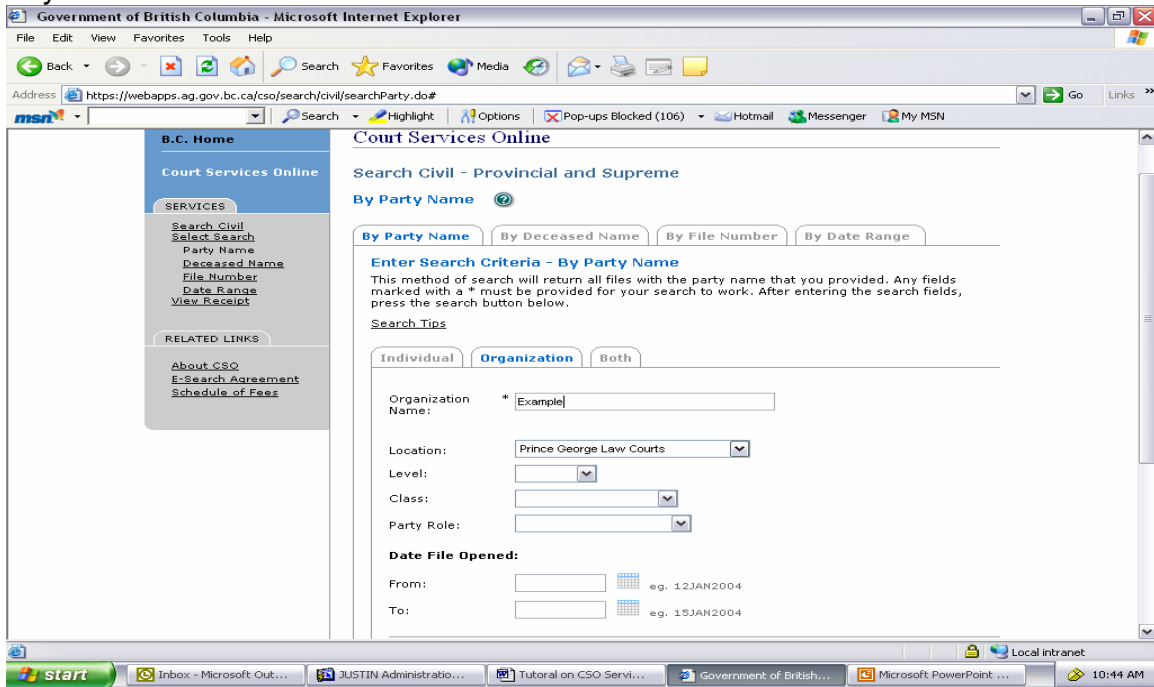 Government of British Columbia - Microsoft Internet Explorer
File Edit View Favorites Tools Help
Back Search Favorites Media
Address https://webapps.ag.gov.bc.ca/cso/search/civil/searchParty.do# Go Links »
msn Search Highlight Options Pop-ups Blocked (106) Hotmail Messenger My MSN
B.C. Home
Court Services Online
SERVICES
Search Civil
Select Search
Party Name
Deceased Name
File Number
Date Range
View Receipt
RELATED LINKS
About CSO
E-Search Agreement
Schedule of Fees
Court Services Online
Search Civil - Provincial and Supreme
By Party Name ?
By Party Name By Deceased Name By File Number By Date Range
Enter Search Criteria - By Party Name
This method of search will return all files with the party name that you provided. Any fields
marked with a * must be provided for your search to work. After entering the search fields,
press the search button below.
Search Tips
Individual Organization Both
Organization * Example
Name:
Location: Prince George Law Courts
Level:
Class:
Party Role:
Date File Opened:
From: eg. 12JAN2004
To: eg. 15JAN2004
Local intranet
start Inbox - Microsoft Out... JUSTIN Administratio... Tutoral on CSO Servi... Government of British... Microsoft PowerPoint ... 10:44 AM